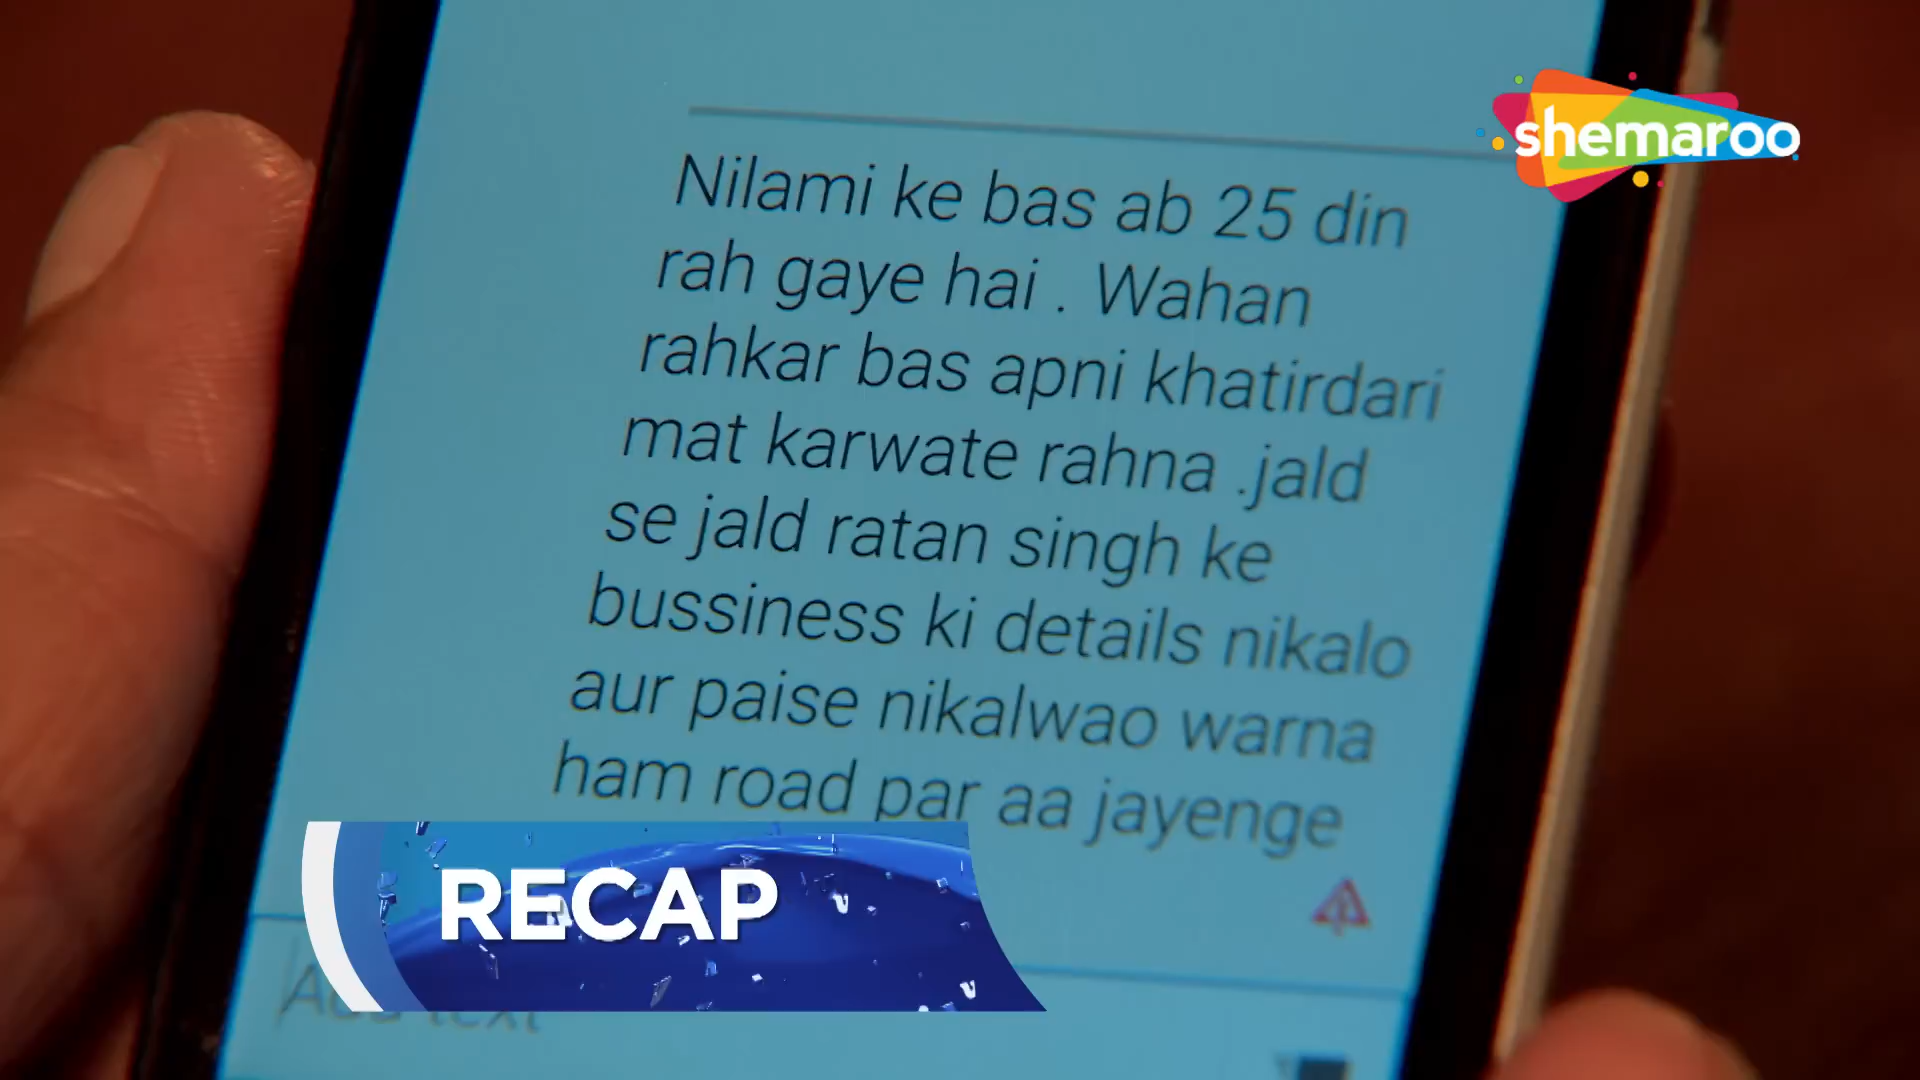 shemaroo
Nilami ke bas ab 25 din
rah gaye hai . Wahan
rahkar bas apni khatirdari
mat karwate rahna .jald
se jald ratan singh ke
bussiness ki details nikalo
aur paise nikalwao warna
ham road par aa jayenge
RECAP
Add text